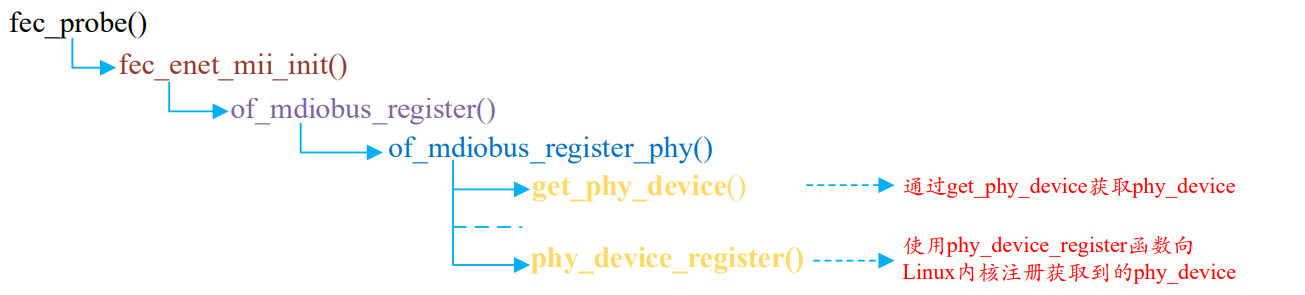 fec_probe()
fec_enet_mii_init()
of_mdiobus_register()
of_mdiobus_register_phy()
get_phy_device()
通过get_phy_device获取phy_device
phy_device_register()
使用phy_device_register函数向
Linux内核注册获取到的phy_device